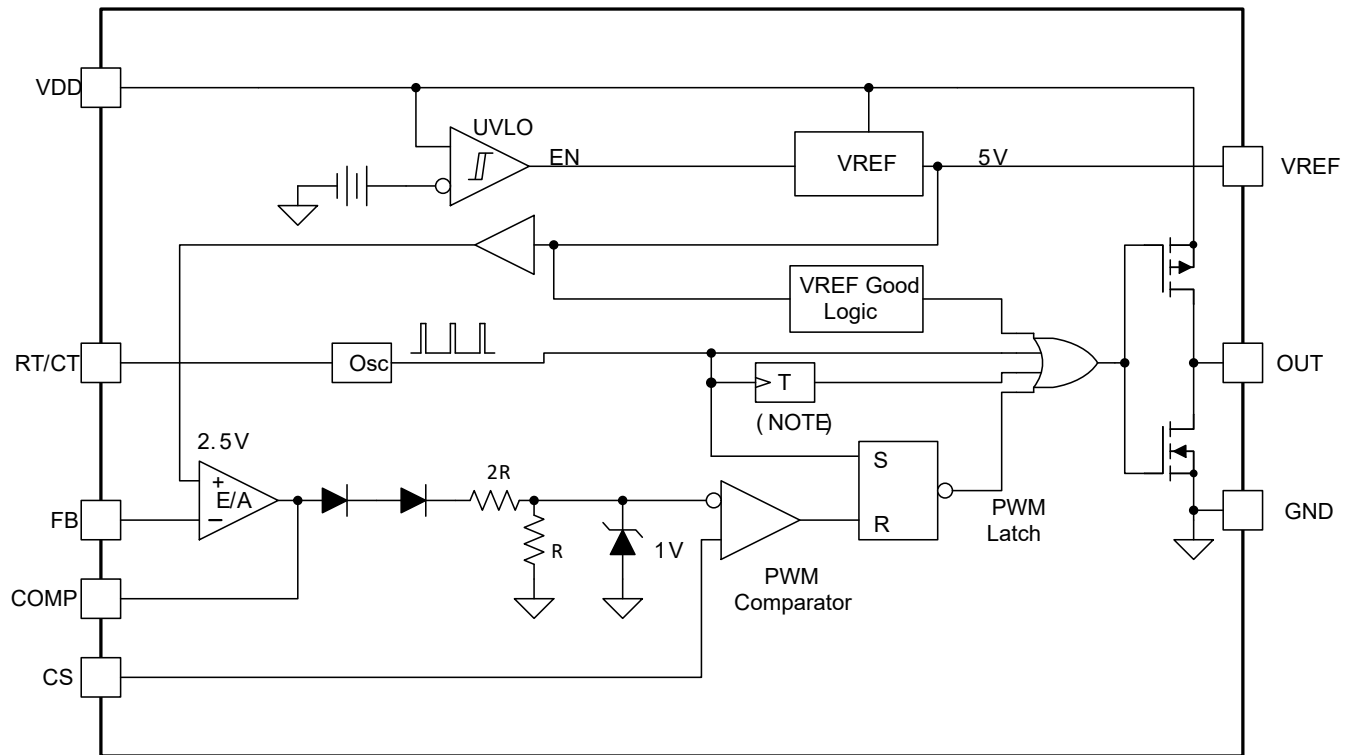 VDD
UVLO
EN
VREF
5V
VREF
VREF Good
Logic
RT/CT
Osc
T
(NOTE)
OUT
2.5V
+
E/A
−
2R
S
FB
R
1V
R
PWM
Latch
GND
COMP
PWM
Comparator
CS